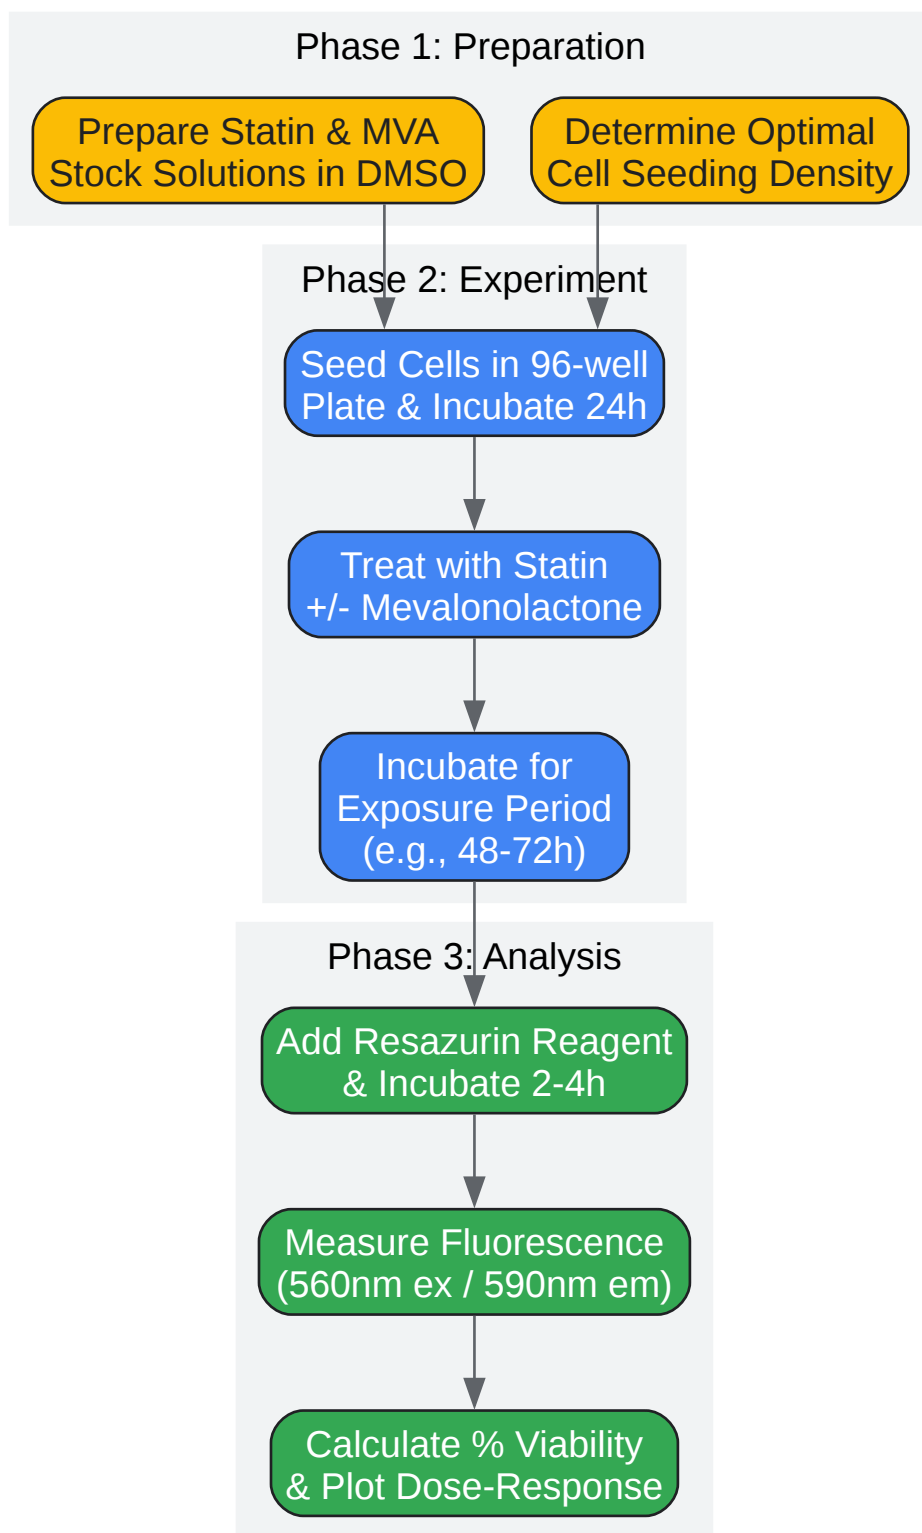 Phase 1: Preparation
Prepare Statin & MVA
Stock Solutions in DMSO
Determine Optimal
Cell Seeding Density
Phase 2: Experiment
Seed Cells in 96-well
Plate & Incubate 24h
Treat with Statin
+/- Mevalonolactone
Incubate for
Exposure Period
(e.g., 48-72h)
Phase 3: Analysis
Add Resazurin Reagent
& Incubate 2-4h
Measure Fluorescence
(560nm ex / 590nm em)
Calculate % Viability
& Plot Dose-Response